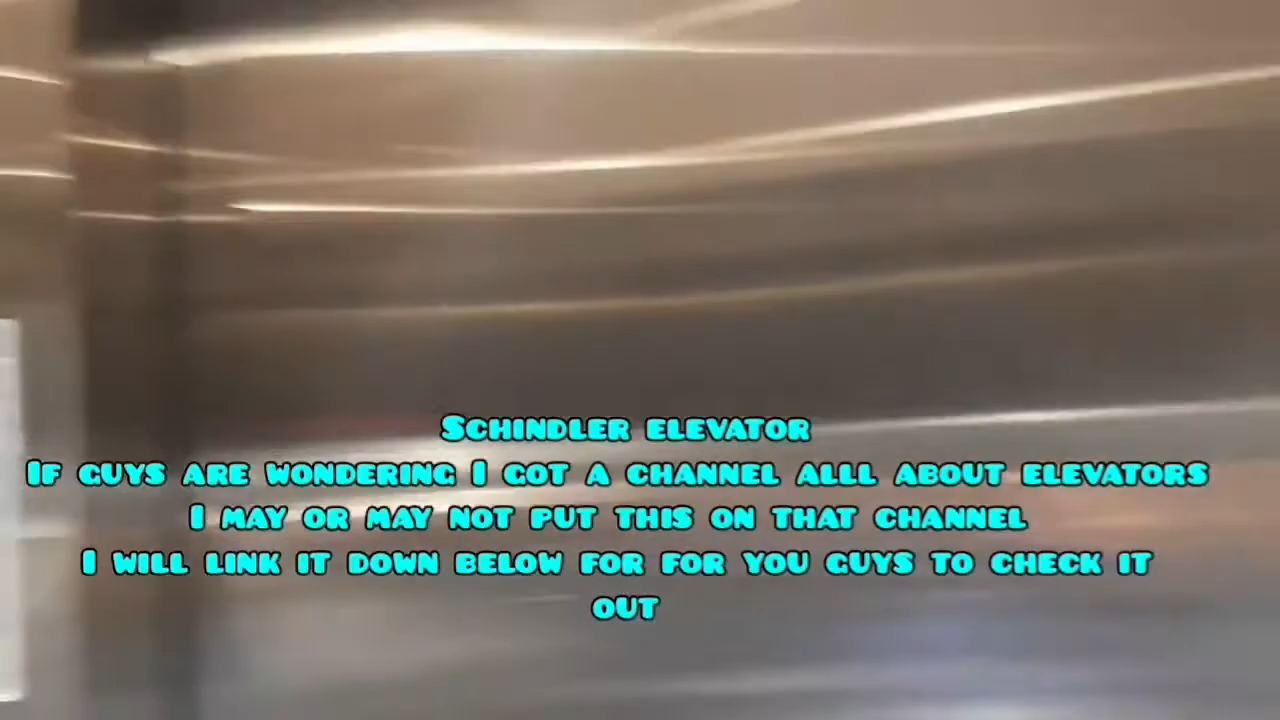 Schindler elevator
If guys are wondering I got a channel alll about elevators
I may or may not put this on that channel
I will link it down below for for you guys to check it
out